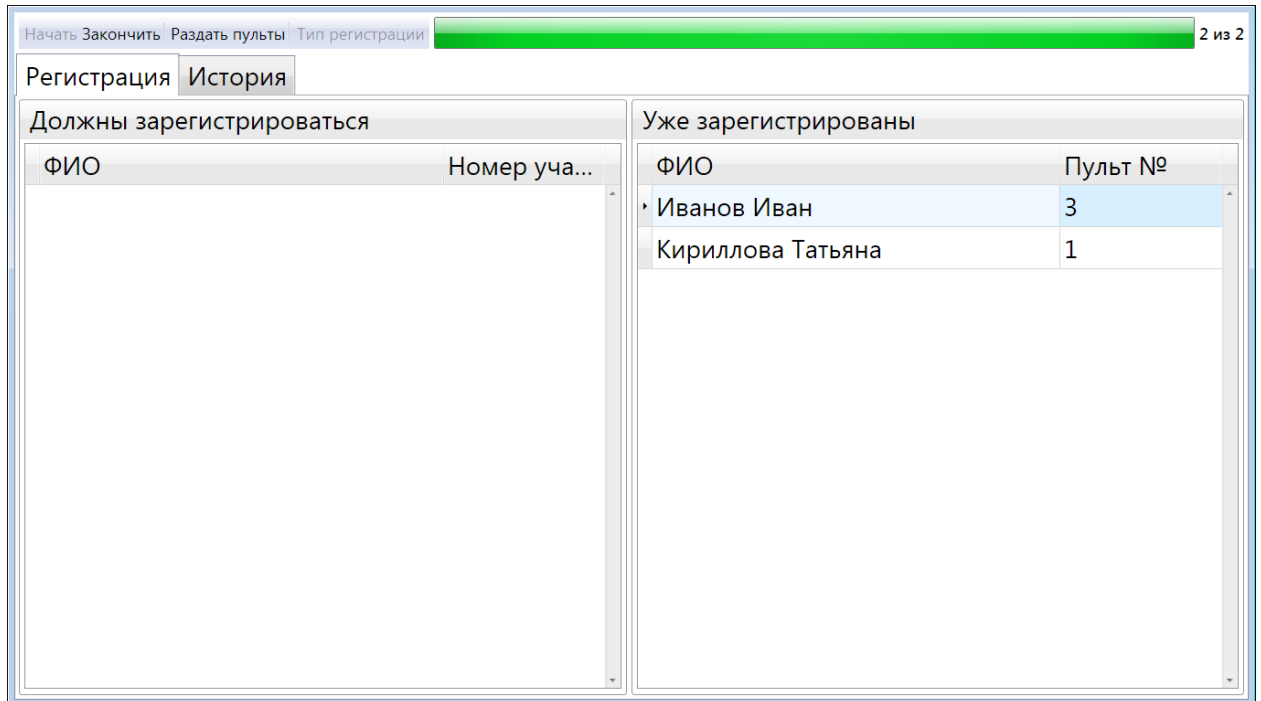 Начать Закончить Раздать пульты Тип регистрации 2 из 2
Регистрация История
Должны зарегистрироваться
ФИО Номер уча...
Уже зарегистрированы
ФИО Пульт №
Иванов Иван 3
Кириллова Татьяна 1